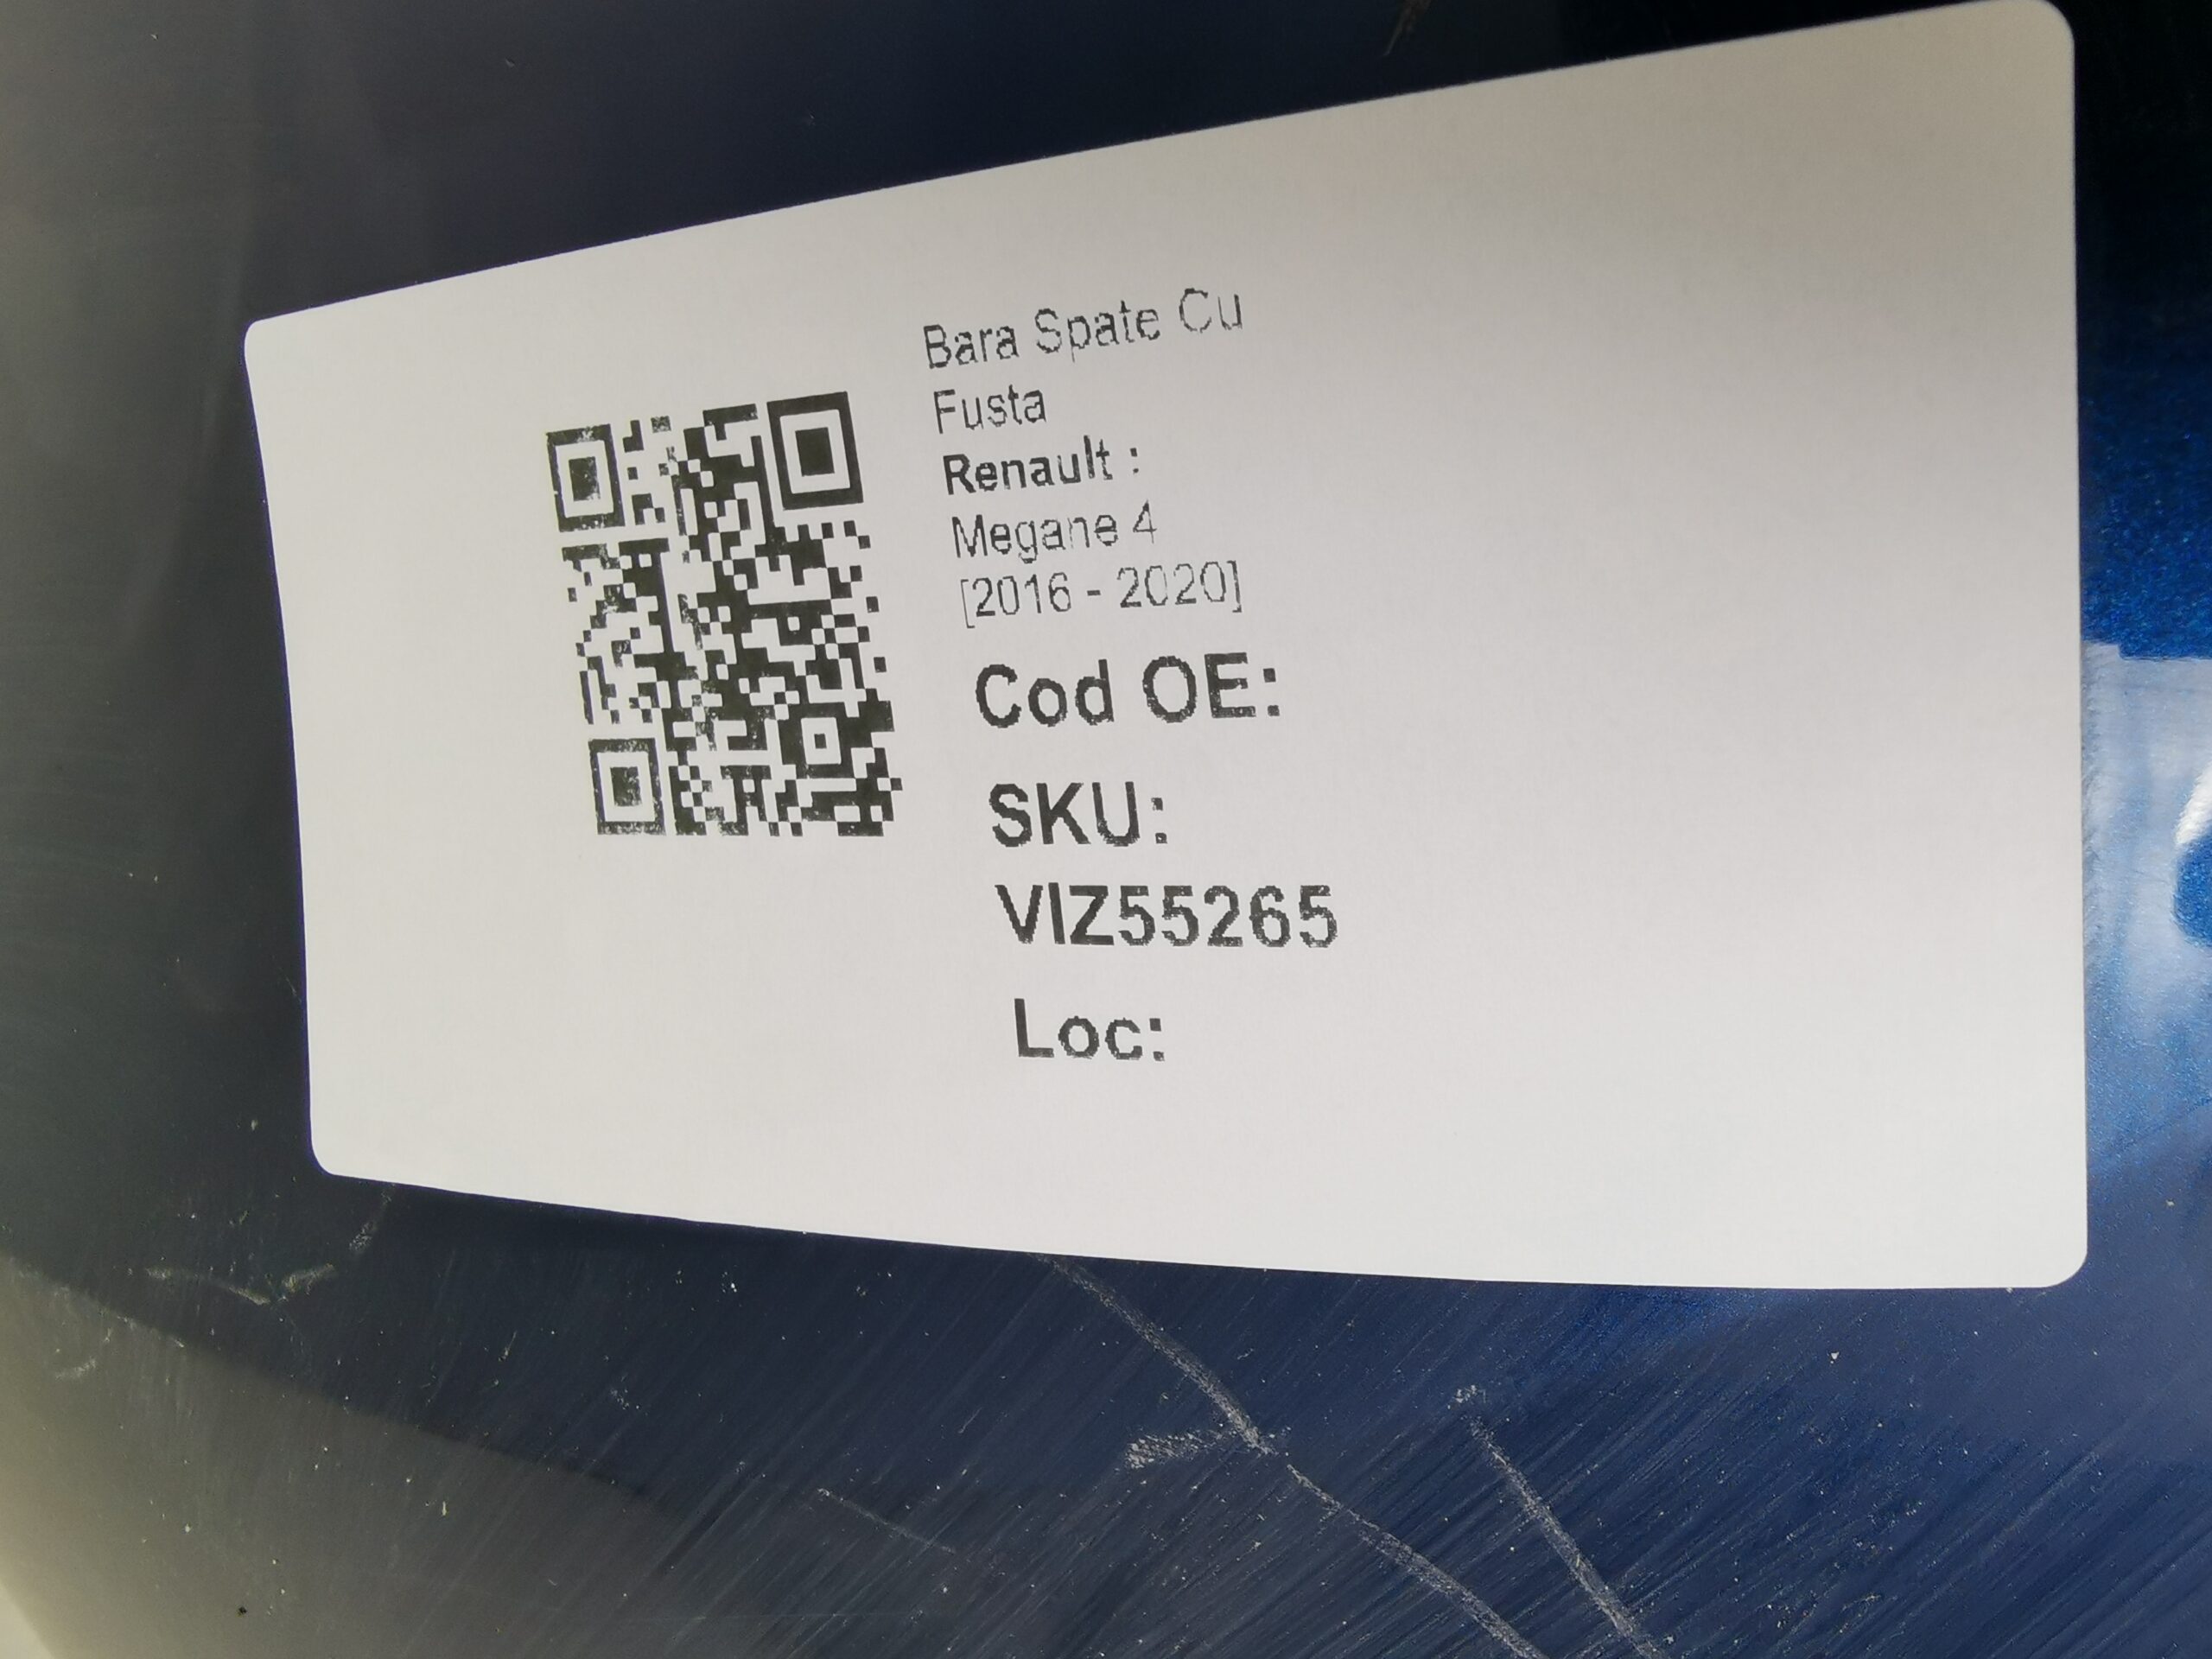 Bara Spate Cu
Fusta
Renault :
Megane 4
[2016 - 2020]
Cod OE:
SKU:
VIZ55265
Loc: